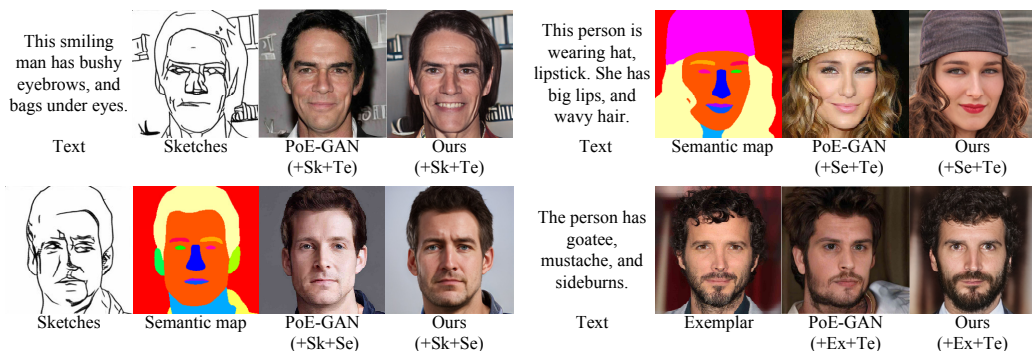 This smiling
man has bushy
eyebrows, and
bags under eyes.
Text
Sketches
PoE-GAN
(+Sk+Te)
Ours
(+Sk+Te)
This person is
wearing hat,
lipstick. She has
big lips, and
wavy hair.
Text
Semantic map
PoE-GAN
(+Se+Te)
Ours
(+Se+Te)
Sketches
Semantic map
PoE-GAN
(+Sk+Se)
Ours
(+Sk+Se)
The person has
goatee,
mustache, and
sideburns.
Text
Exemplar
PoE-GAN
(+Ex+Te)
Ours
(+Ex+Te)